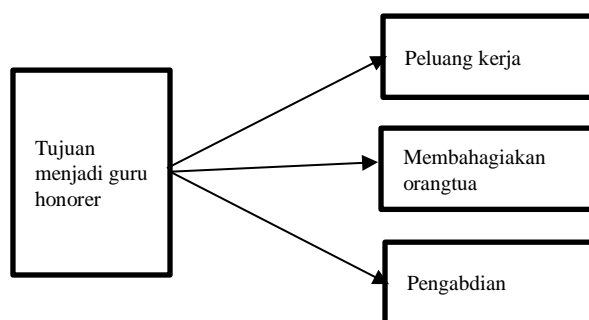 Tujuan
menjadi guru
honorer
Peluang kerja
Membahagiakan
orangtua
Pengabdian